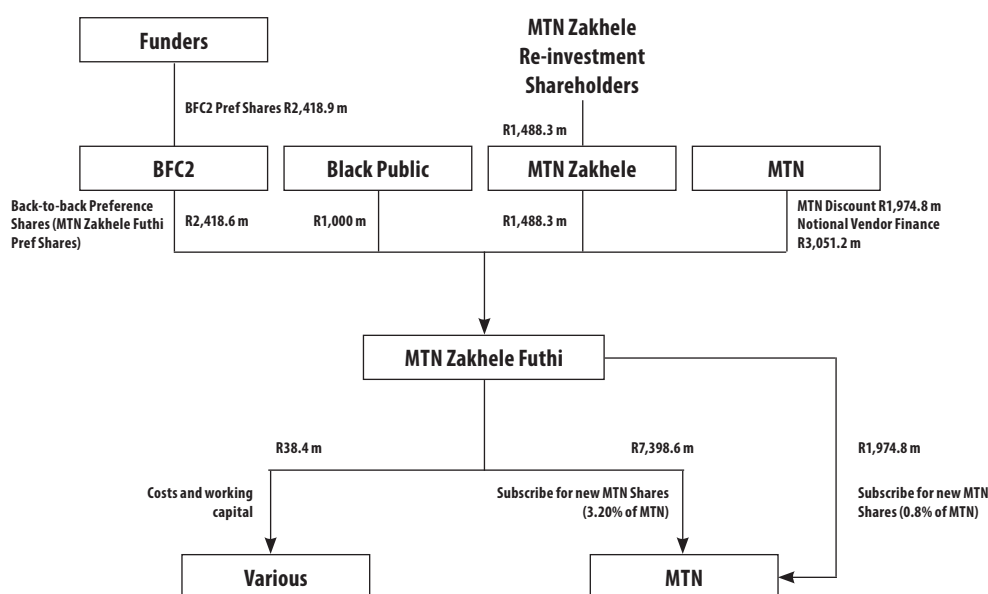 Funders
MTN Zakhele
Re-investment
Shareholders
BFC2 Pref Shares R2,418.9 m
R1,488.3 m
BFC2
Black Public
MTN Zakhele
MTN
Back-to-back Preference
Shares (MTN Zakhele Futhi
Pref Shares)
R2,418.6 m
R1,000 m
R1,488.3 m
MTN Discount R1,974.8 m
Notional Vendor Finance
R3,051.2 m
MTN Zakhele Futhi
R38.4 m
R7,398.6 m
R1,974.8 m
Costs and working
capital
Subscribe for new MTN Shares
(3.20% of MTN)
Subscribe for new MTN
Shares (0.8% of MTN)
Various
MTN